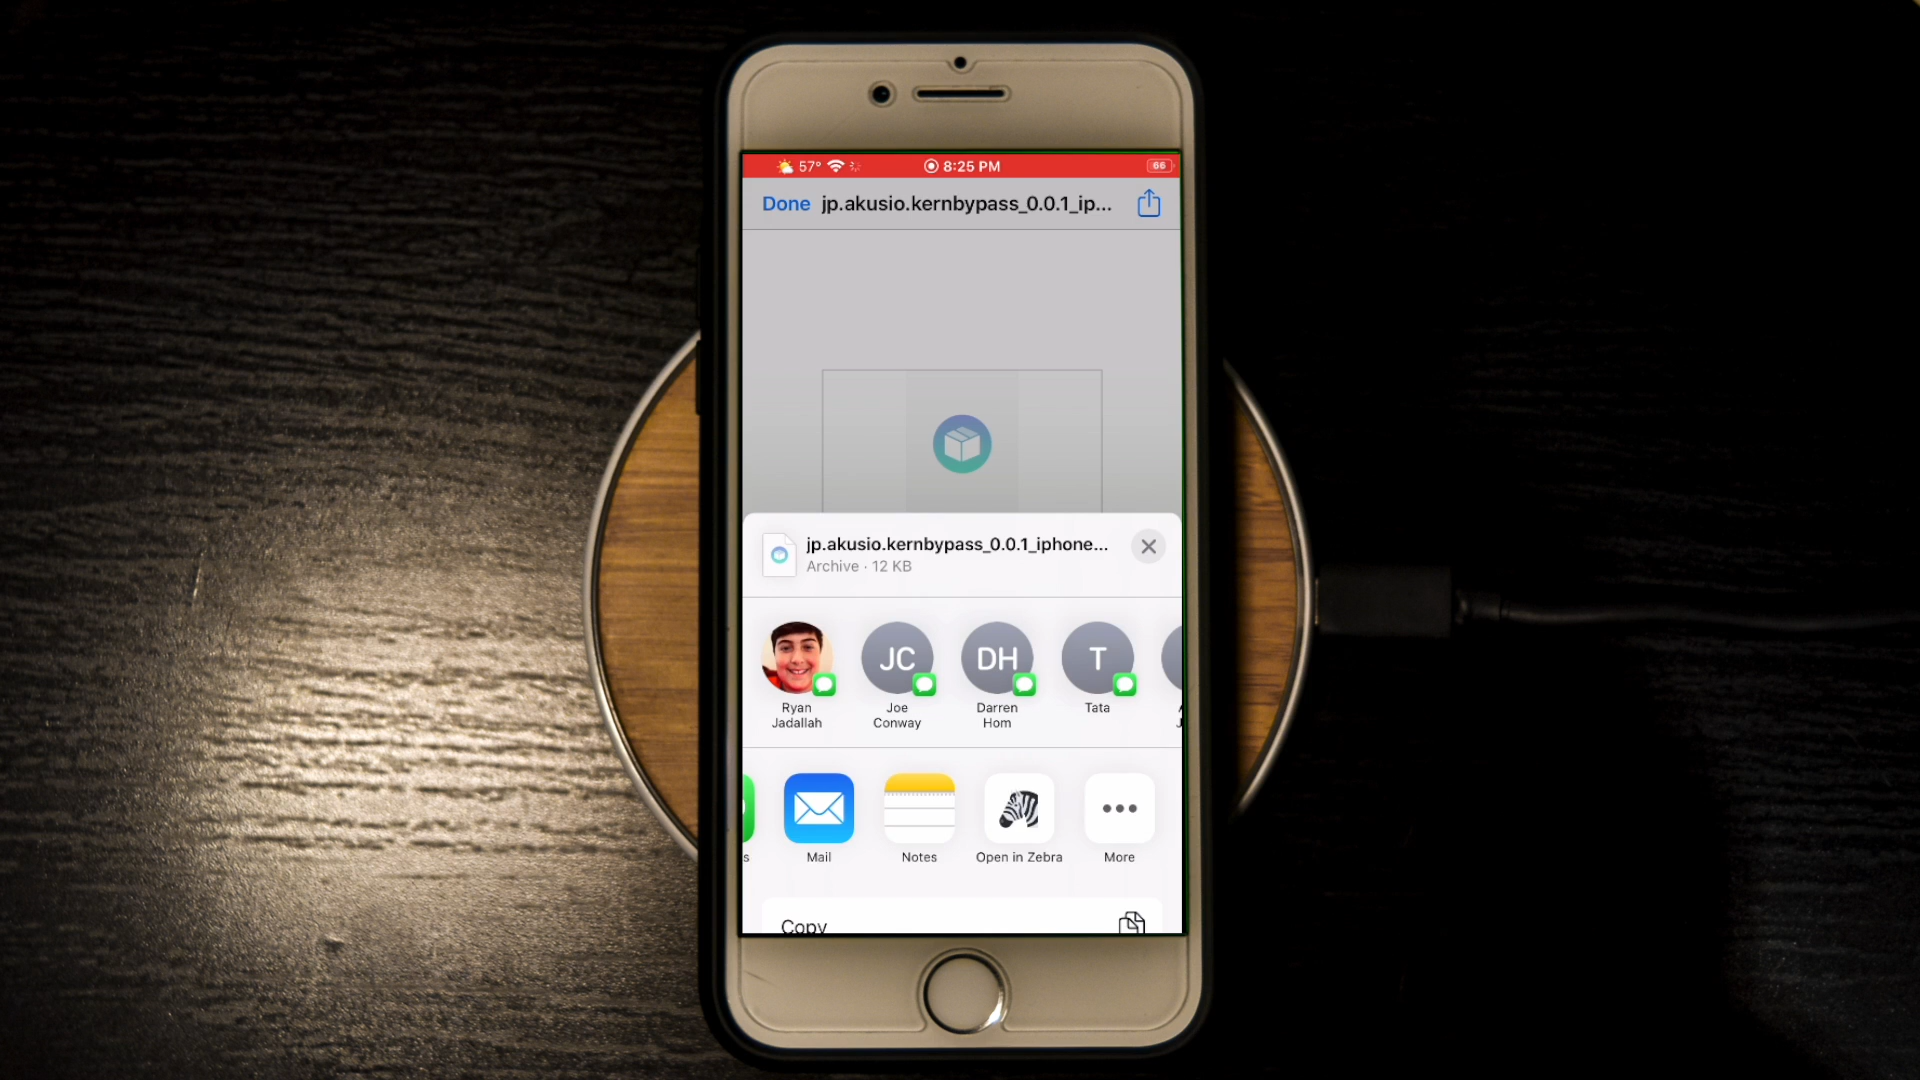 57° 8:25 PM 66
Done jp.akusio.kernbypass_0.0.1_ip...
jp.akusio.kernbypass_0.0.1_iphone...
Archive · 12 KB
JC DH T
Ryan Jadallah
Joe Conway
Darren Hom
Tata
Mail Notes Open in Zebra More
Copy